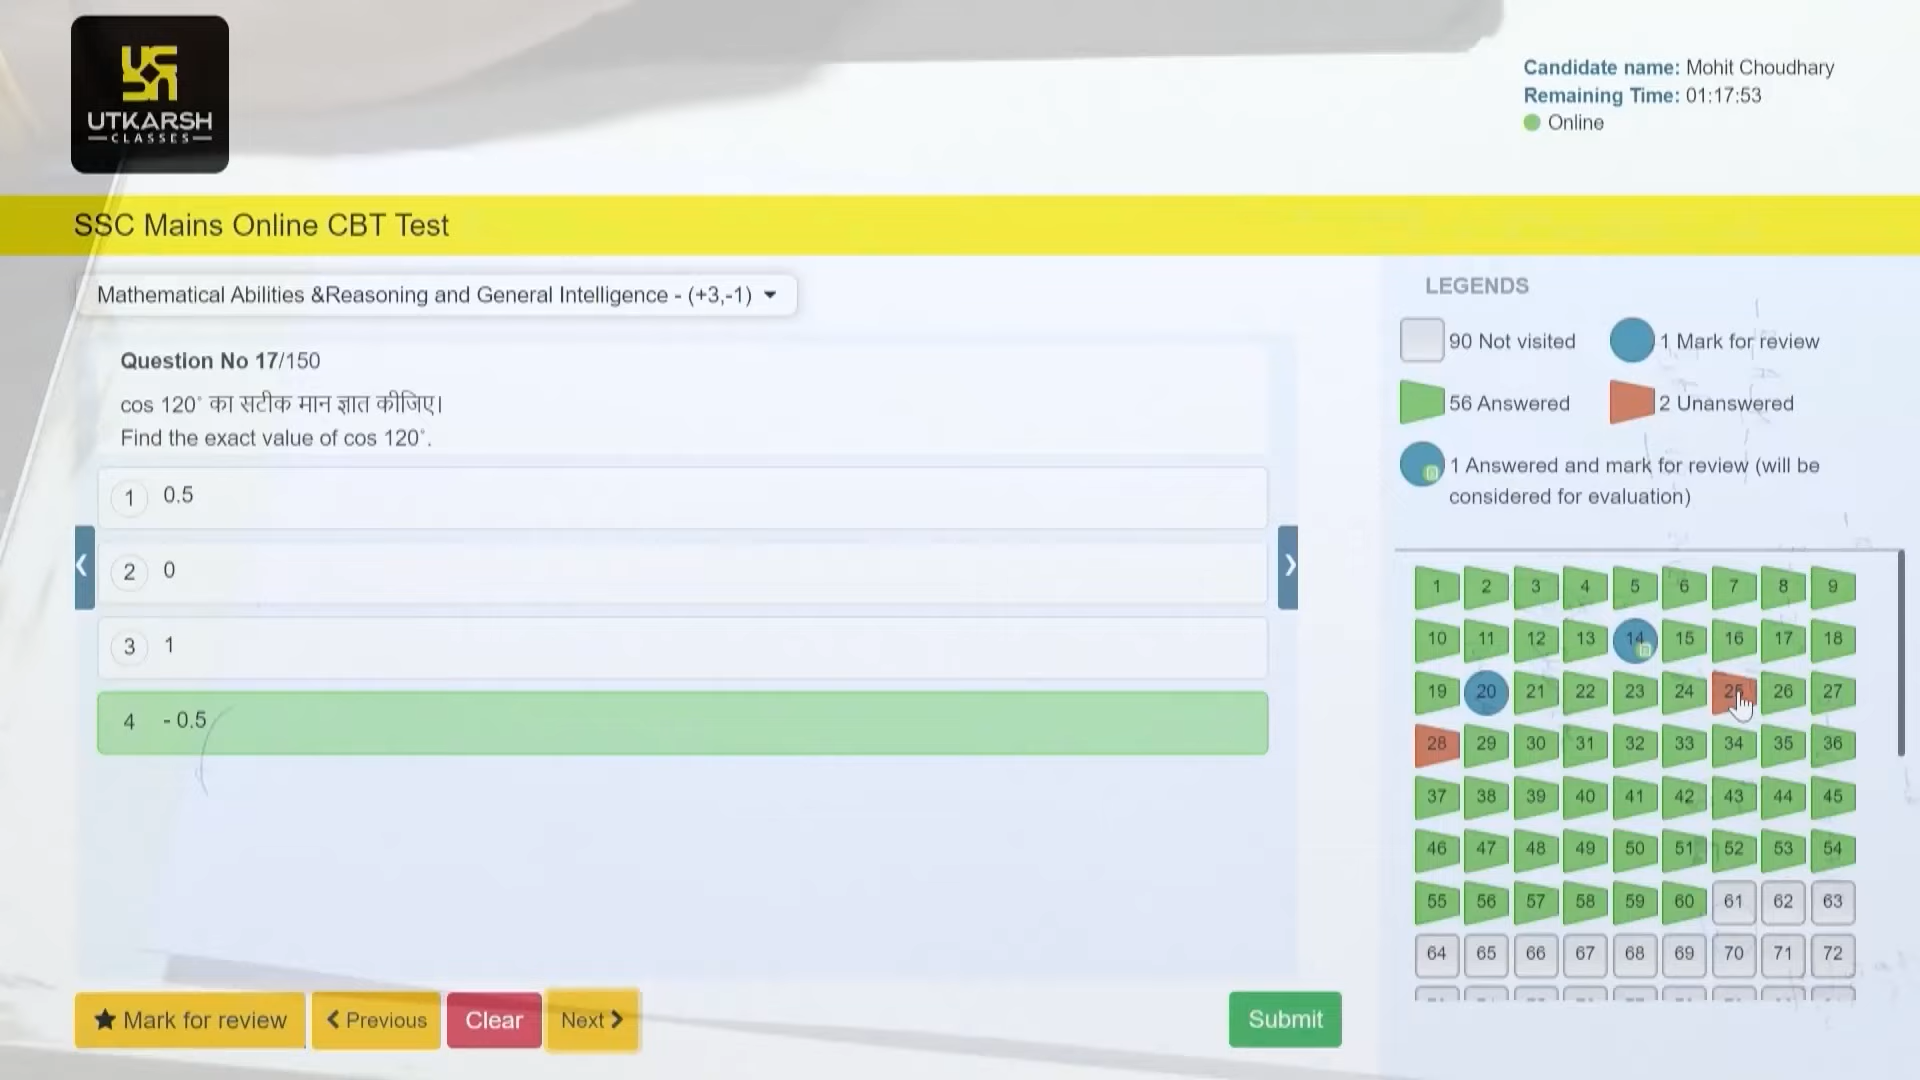 UTKARSH
CLASSES
Candidate name: Mohit Choudhary
Remaining Time: 01:17:53
Online
SSC Mains Online CBT Test
Mathematical Abilities &Reasoning and General Intelligence - (+3,-1)
Question No 17/150
cos 120° का सटीक मान ज्ञात कीजिए।
Find the exact value of cos 120°.
1 0.5
2 0
3 1
4 - 0.5
Mark for review
Previous
Clear
Next
Submit
LEGENDS
90 Not visited
1 Mark for review
56 Answered
2 Unanswered
1 Answered and mark for review (will be
considered for evaluation)
1 2 3 4 5 6 7 8 9
10 11 12 13 14 15 16 17 18
19 20 21 22 23 24 25 26 27
28 29 30 31 32 33 34 35 36
37 38 39 40 41 42 43 44 45
46 47 48 49 50 51 52 53 54
55 56 57 58 59 60 61 62 63
64 65 66 67 68 69 70 71 72